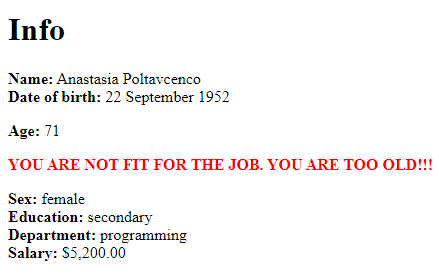 Info
Name: Anastasia Poltavcenco
Date of birth: 22 September 1952
Age: 71
YOU ARE NOT FIT FOR THE JOB. YOU ARE TOO OLD!!!
Sex: female
Education: secondary
Department: programming
Salary: $5,200.00